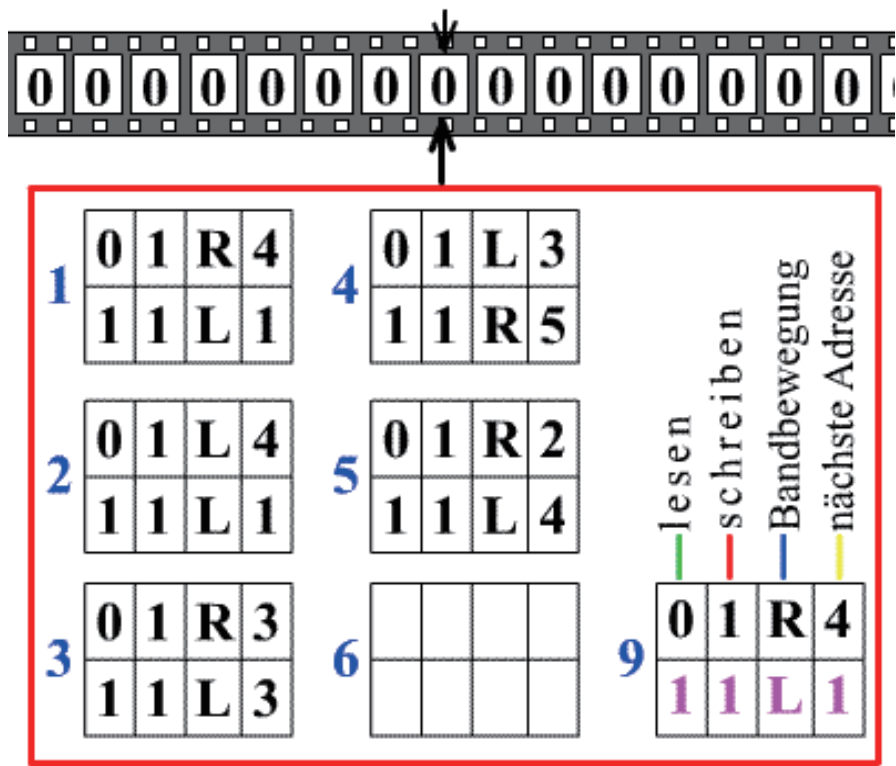 0 0 0 0 0 0 0 0 0 0 0 0 0 0 0
1
0 1 R 4
1 1 L 1
4
0 1 L 3
1 1 R 5
2
0 1 L 4
1 1 L 1
5
0 1 R 2
1 1 L 4
3
0 1 R 3
1 1 L 3
6
lesen
schreiben
Bandbewegung
nächste Adresse
9
0 1 R 4
1 1 L 1